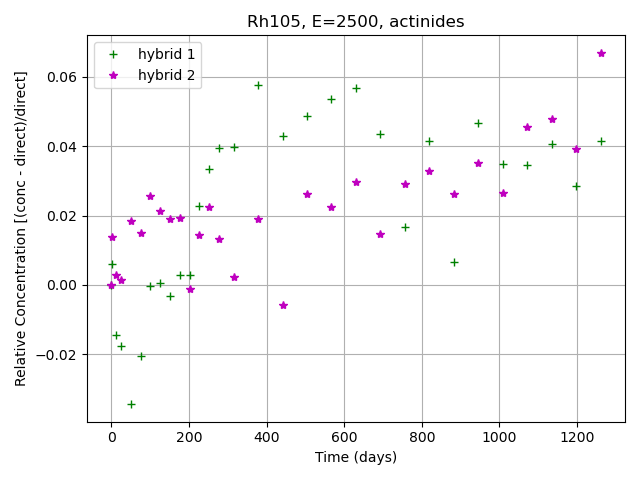 Rh105, E=2500, actinides
hybrid 1
hybrid 2
Relative Concentration [(conc - direct)/direct]
0.06
0.04
0.02
0.00
−0.02
0
200
400
600
800
1000
1200
Time (days)